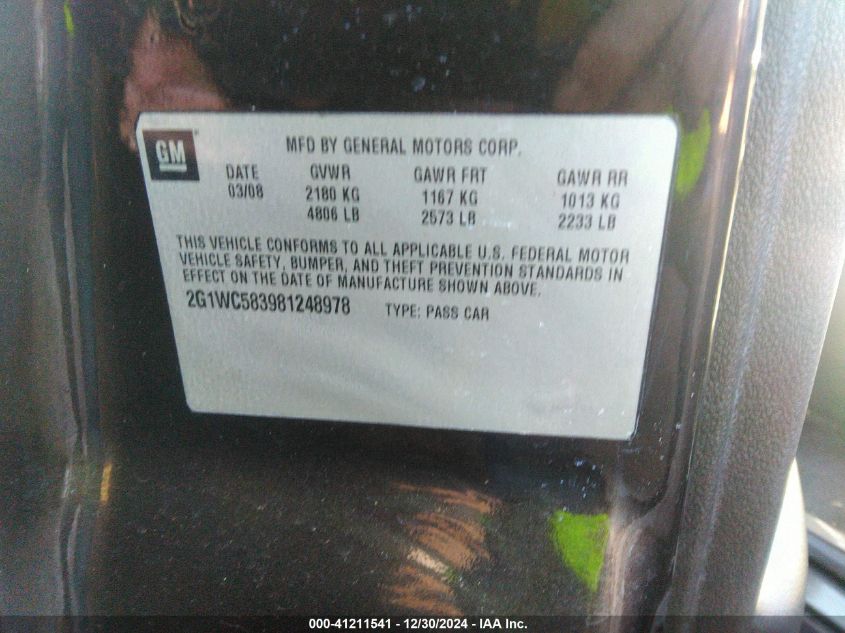 GM
MFD BY GENERAL MOTORS CORP.
DATE GVWR GAWR FRT GAWR RR
03/08 2180 KG 1167 KG 1013 KG
4806 LB 2573 LB 2233 LB
THIS VEHICLE CONFORMS TO ALL APPLICABLE U.S. FEDERAL MOTOR
VEHICLE SAFETY, BUMPER, AND THEFT PREVENTION STANDARDS IN
EFFECT ON THE DATE OF MANUFACTURE SHOWN ABOVE.
2G1WC583981248978 TYPE: PASS CAR
000-41211541 - 12/30/2024 - IAA Inc.